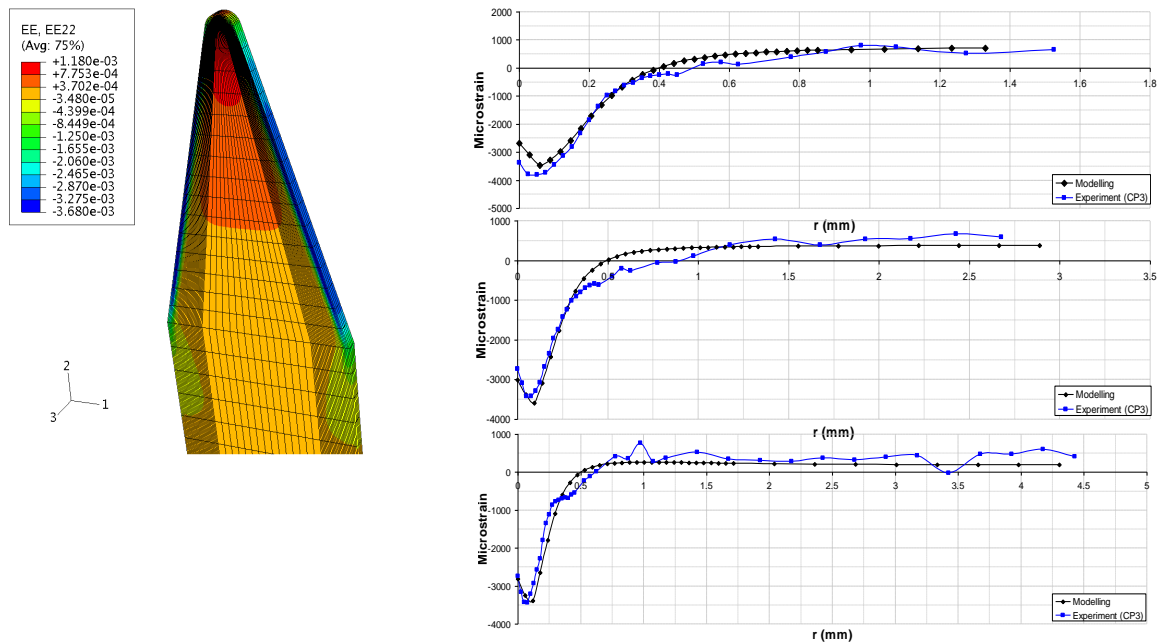 EE, EE22
(Avg: 75%)
+1.180e-03
+7.753e-04
+3.702e-04
-3.480e-05
-4.399e-04
-8.449e-04
-1.250e-03
-1.655e-03
-2.060e-03
-2.465e-03
-2.870e-03
-3.275e-03
-3.680e-03
2
1
3
Microstrain
2000
1000
0
-1000
-2000
-3000
-4000
-5000
0 0.2 0.4 0.6 0.8 1 1.2 1.4 1.6 1.8
Modelling
Experiment (CP3)
r (mm)
Microstrain
1000
0
-1000
-2000
-3000
-4000
0 0.5 1 1.5 2 2.5 3 3.5
Modelling
Experiment (CP3)
r (mm)
Microstrain
1000
0
-1000
-2000
-3000
-4000
0 0.5 1 1.5 2 2.5 3 3.5 4 4.5 5
Modelling
Experiment (CP3)
r (mm)